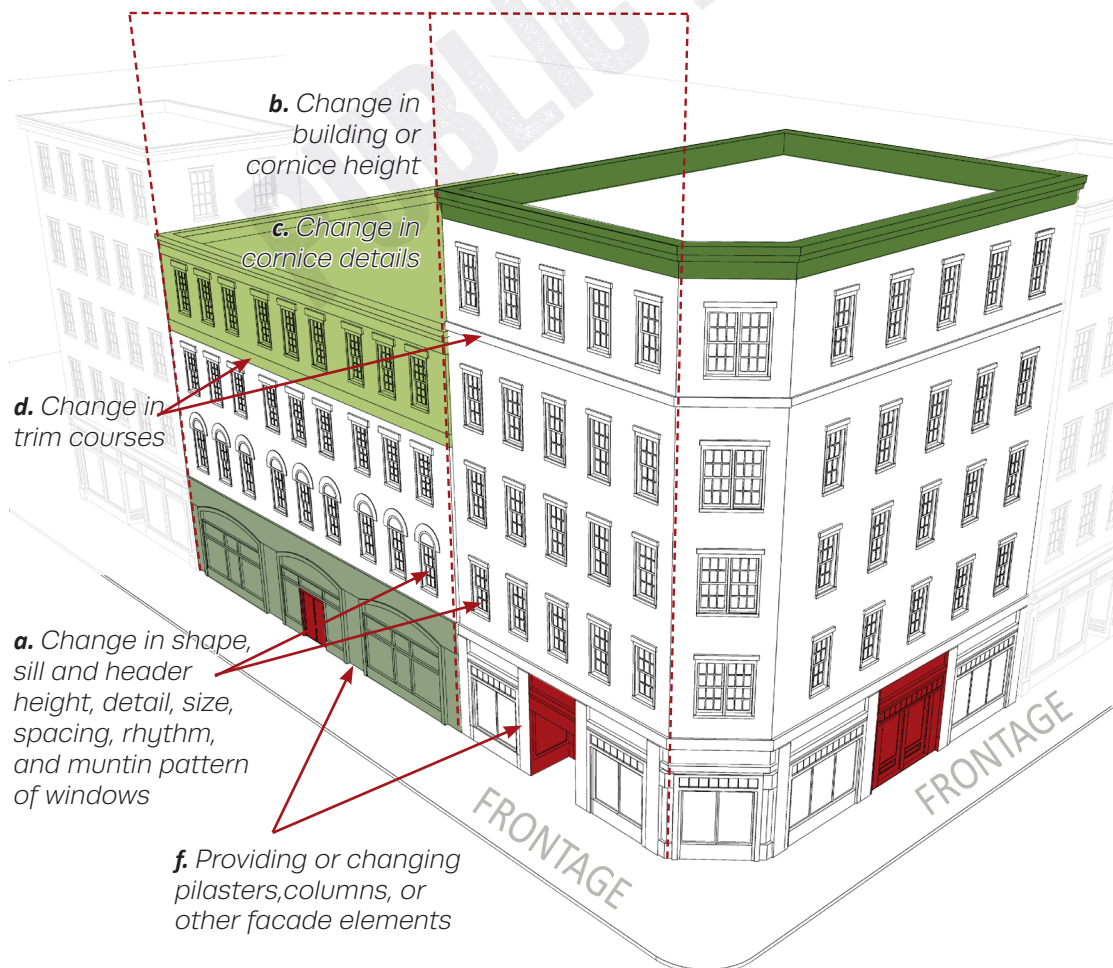 PUBLIC
b. Change in
building or
cornice height
c. Change in
cornice details
d. Change in
trim courses
a. Change in shape,
sill and header
height, detail, size,
spacing, rhythm,
and muntin pattern
of windows
f. Providing or changing
pilasters,columns, or
other facade elements
FRONTAGE
FRONTAGE